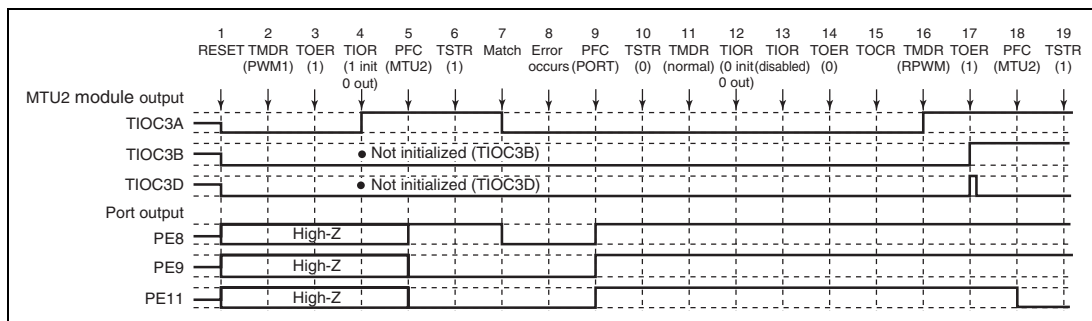 1 2 3 4 5 6 7 8 9 10 11 12 13 14 15 16 17 18 19
RESET TMDR TOER TIOR PFC TSTR Match Error PFC TSTR TMDR TIOR TIOR TOER TOCR TMDR TOER PFC TSTR
(PWM1) (1) (1 init (MTU2) (1) occurs (PORT) (0) (normal) (0 init (disabled) (0) (RPWM) (1) (MTU2) (1)
0 out) 0 out)
MTU2 module output
TIOC3A
TIOC3B • Not initialized (TIOC3B)
TIOC3D • Not initialized (TIOC3D)
Port output
PE8 High-Z
PE9 High-Z
PE11 High-Z